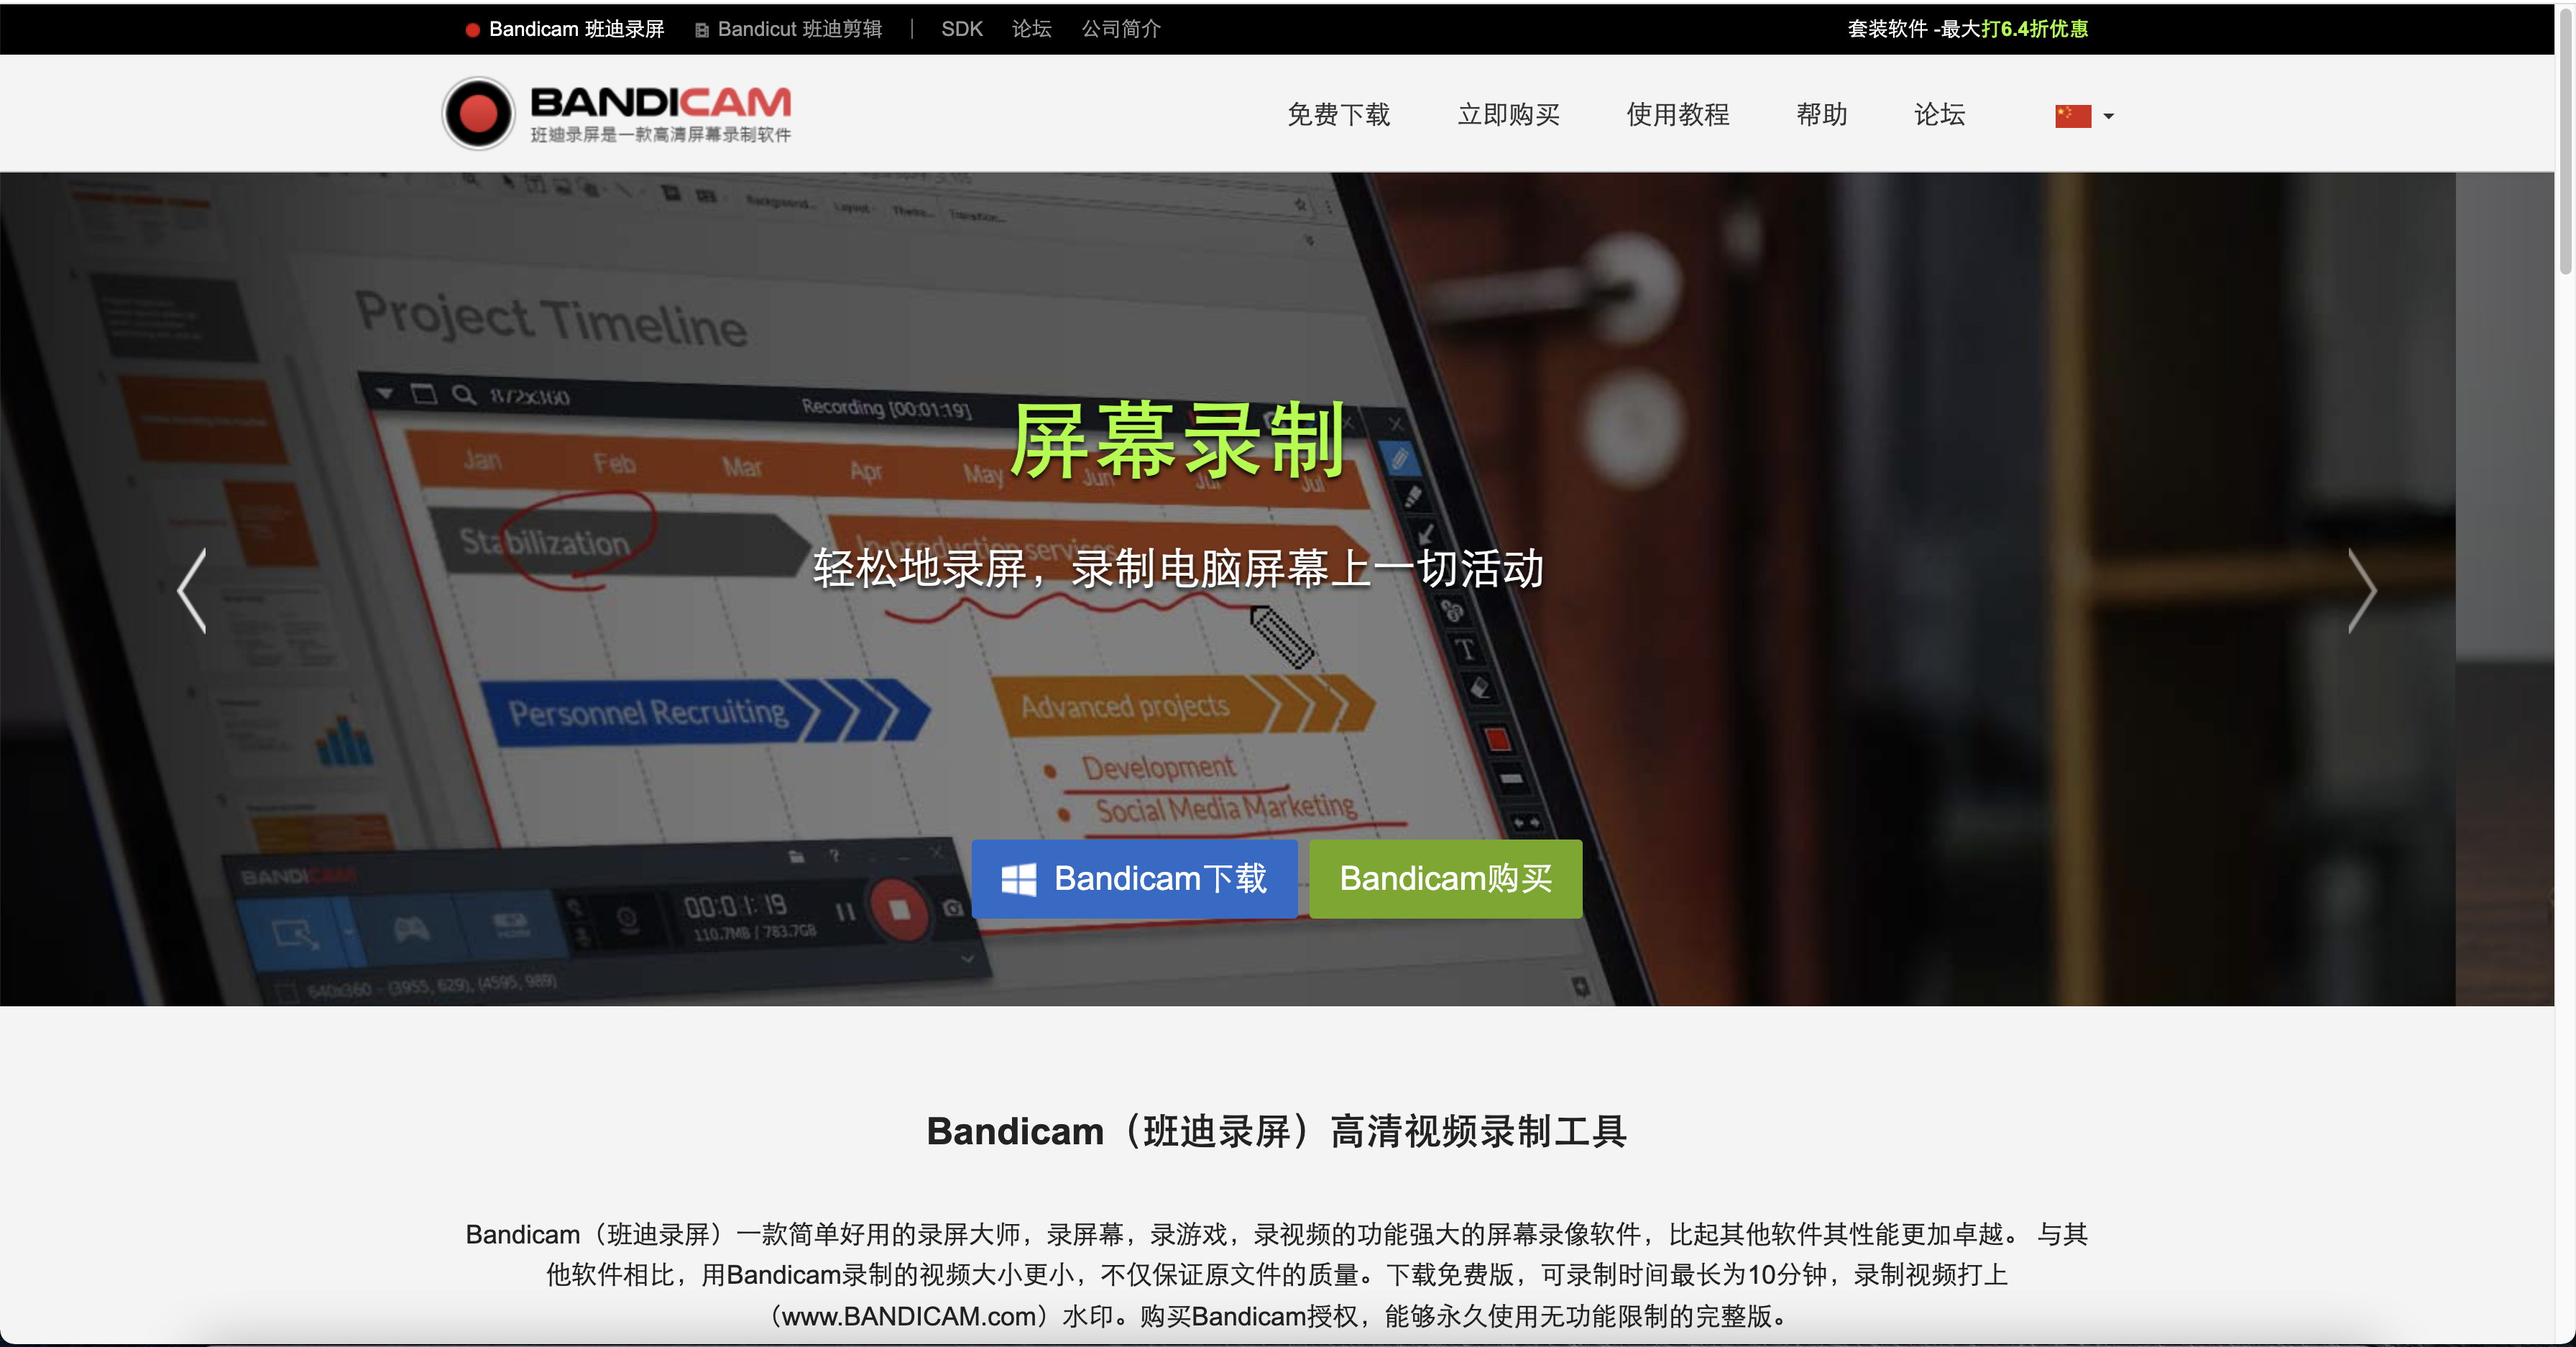 Bandicam 班迪录屏 Bandicut 班迪剪辑 | SDK 论坛 公司简介 套装软件 -最大打6.4折优惠
BANDICAM
班迪录屏是一款高清屏幕录制软件
免费下载 立即购买 使用教程 帮助 论坛
Background... Layout Theme... Transition...
Project Timeline
872x360 Recording [00:01:19]
屏幕录制
Jan Feb Mar Apr May Jun Jul Jul
Stabilization In-production services
轻松地录屏，录制电脑屏幕上一切活动
Personnel Recruiting Advanced projects
Development
Social Media Marketing
BANDICAM
Bandicam下载 Bandicam购买
00:01:19
110.7MB / 783.7GB
640x360 - (3955, 629), (4595, 989)
Bandicam（班迪录屏）高清视频录制工具
Bandicam（班迪录屏）一款简单好用的录屏大师，录屏幕，录游戏，录视频的功能强大的屏幕录像软件，比起其他软件其性能更加卓越。 与其
他软件相比，用Bandicam录制的视频大小更小，不仅保证原文件的质量。下载免费版，可录制时间最长为10分钟，录制视频打上
（www.BANDICAM.com）水印。购买Bandicam授权，能够永久使用无功能限制的完整版。